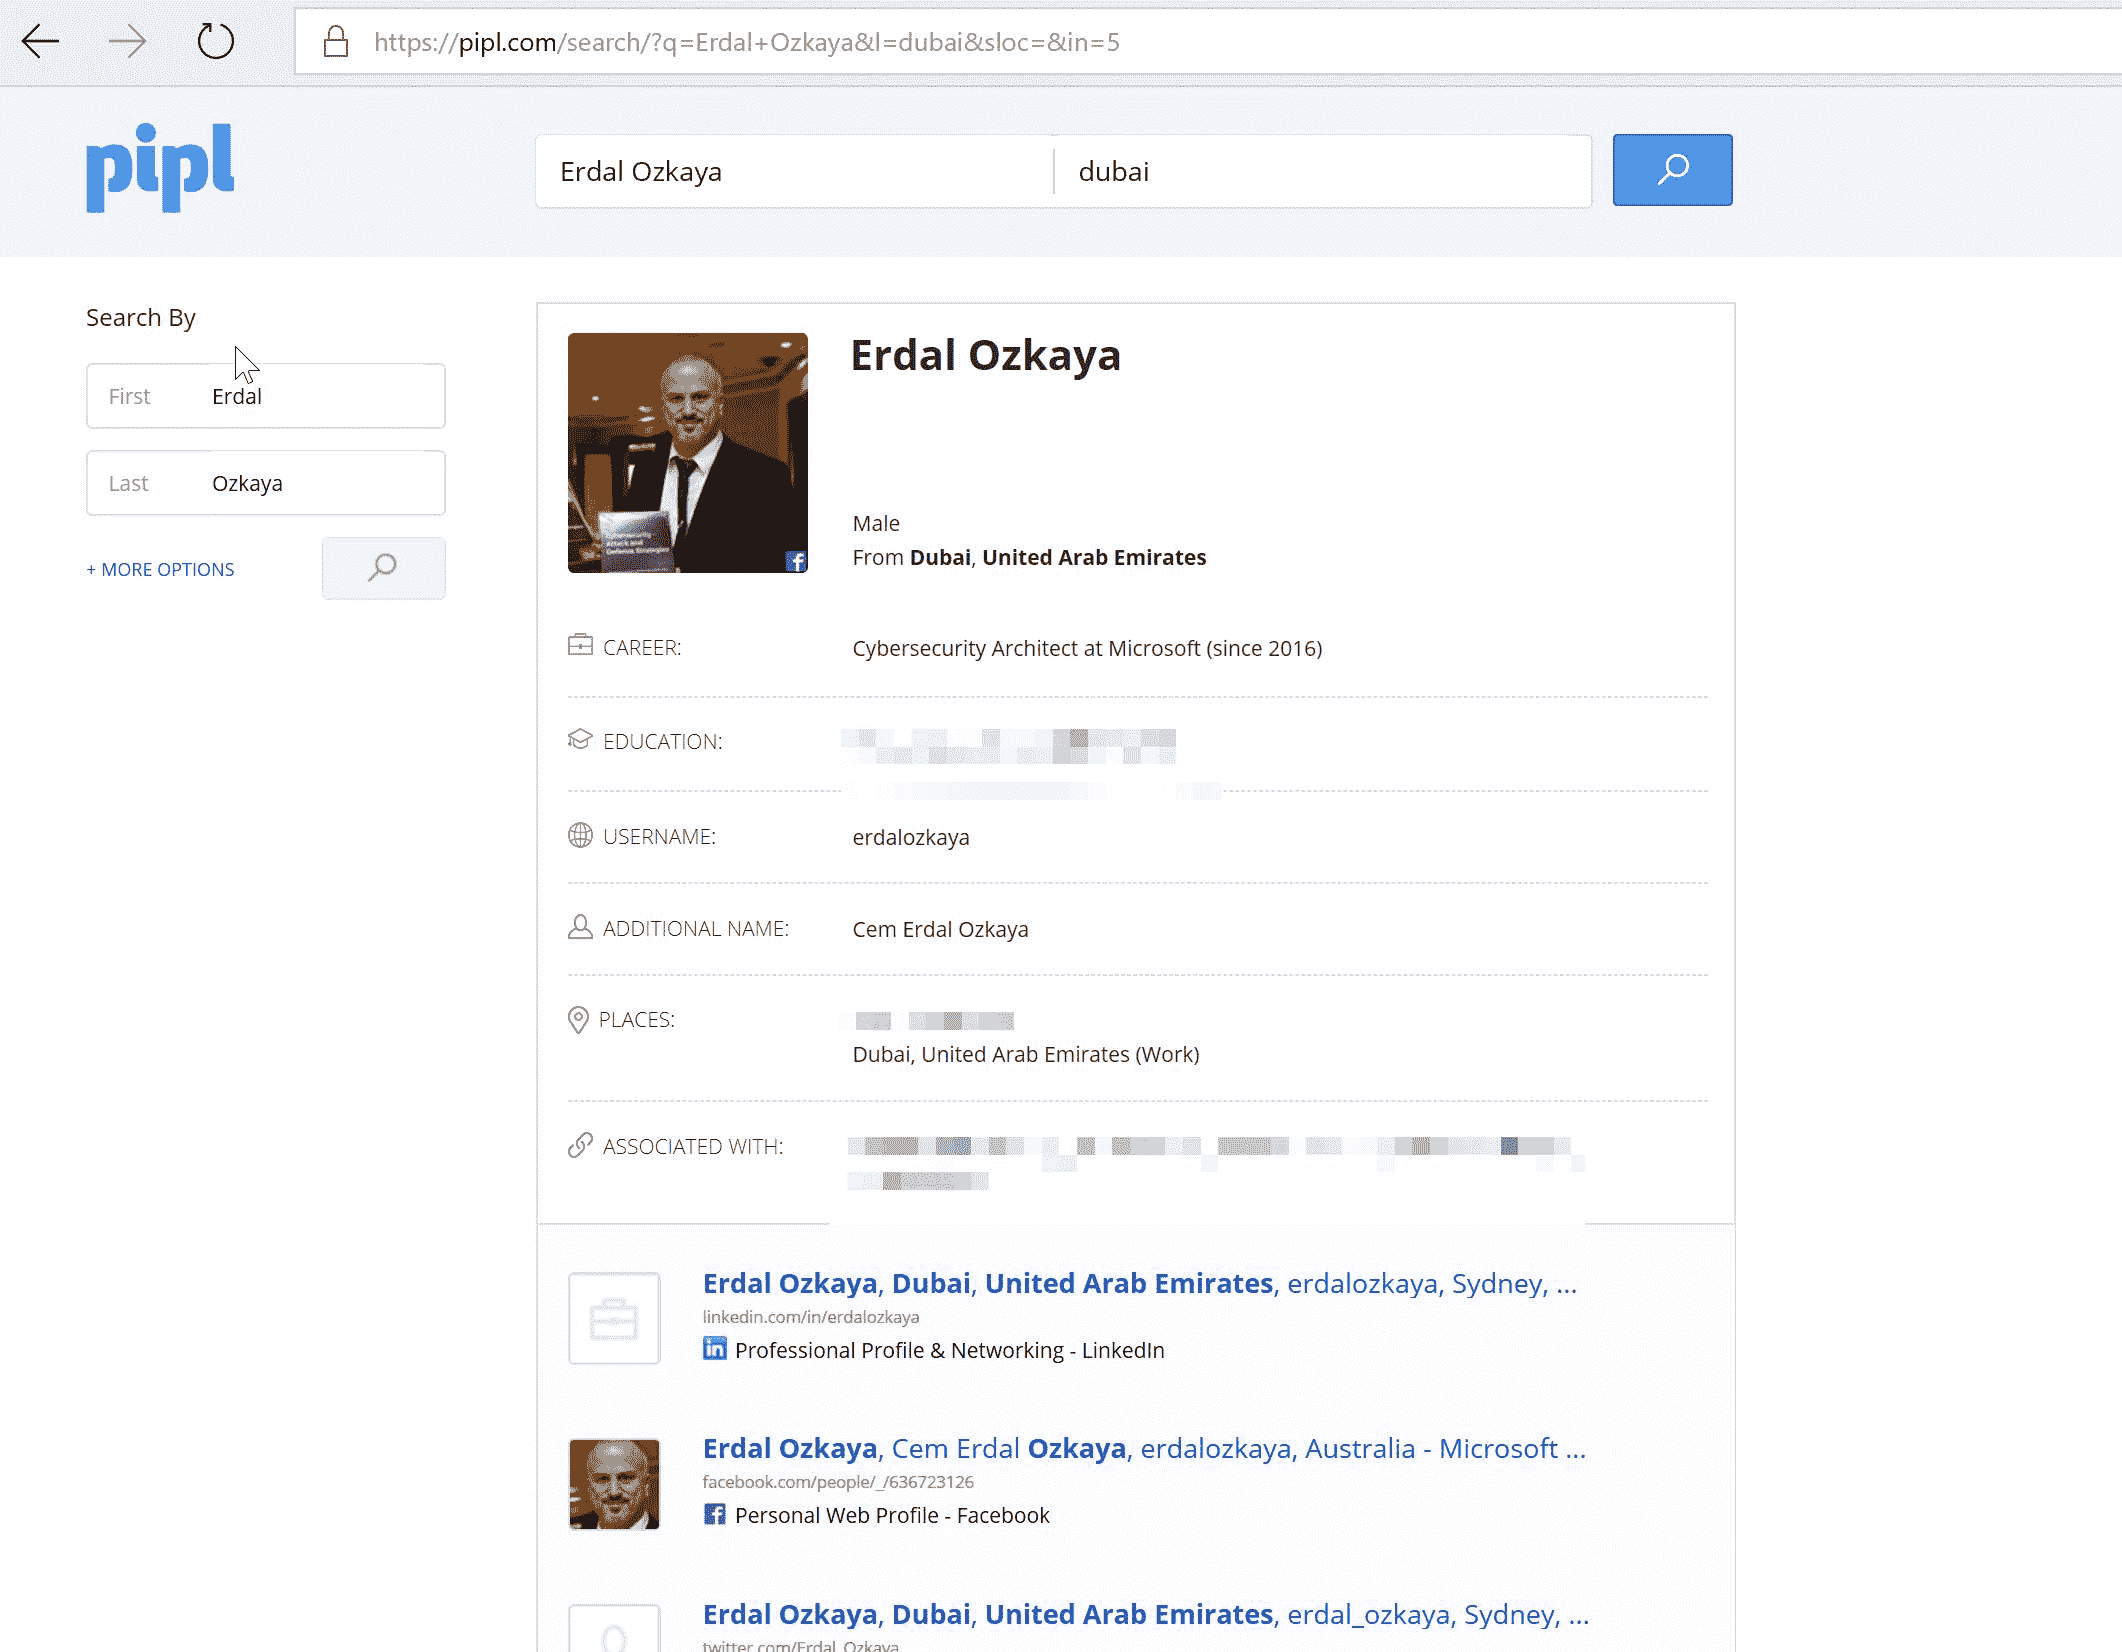 https://pipl.com/search/?q=Erdal+Ozkaya&l=dubai&sloc=&in=5
pipl
Erdal Ozkaya
dubai
Search By
First Erdal
Last Ozkaya
+ MORE OPTIONS
Erdal Ozkaya
Male
From Dubai, United Arab Emirates
CAREER: Cybersecurity Architect at Microsoft (since 2016)
EDUCATION:
USERNAME: erdalozkaya
ADDITIONAL NAME: Cem Erdal Ozkaya
PLACES:
Dubai, United Arab Emirates (Work)
ASSOCIATED WITH:
Erdal Ozkaya, Dubai, United Arab Emirates, erdalozkaya, Sydney, ...
linkedin.com/in/erdalozkaya
in Professional Profile & Networking - LinkedIn
Erdal Ozkaya, Cem Erdal Ozkaya, erdalozkaya, Australia - Microsoft ...
facebook.com/people/_/636723126
f Personal Web Profile - Facebook
Erdal Ozkaya, Dubai, United Arab Emirates, erdal_ozkaya, Sydney, ...
twitter.com/Erdal_Ozkaya